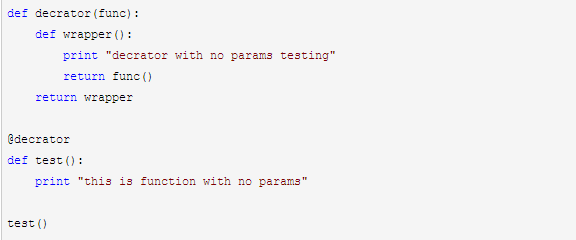 def decrator(func):
    def wrapper():
        print "decrator with no params testing"
        return func()
    return wrapper

@decrator
def test():
    print "this is function with no params"

test()